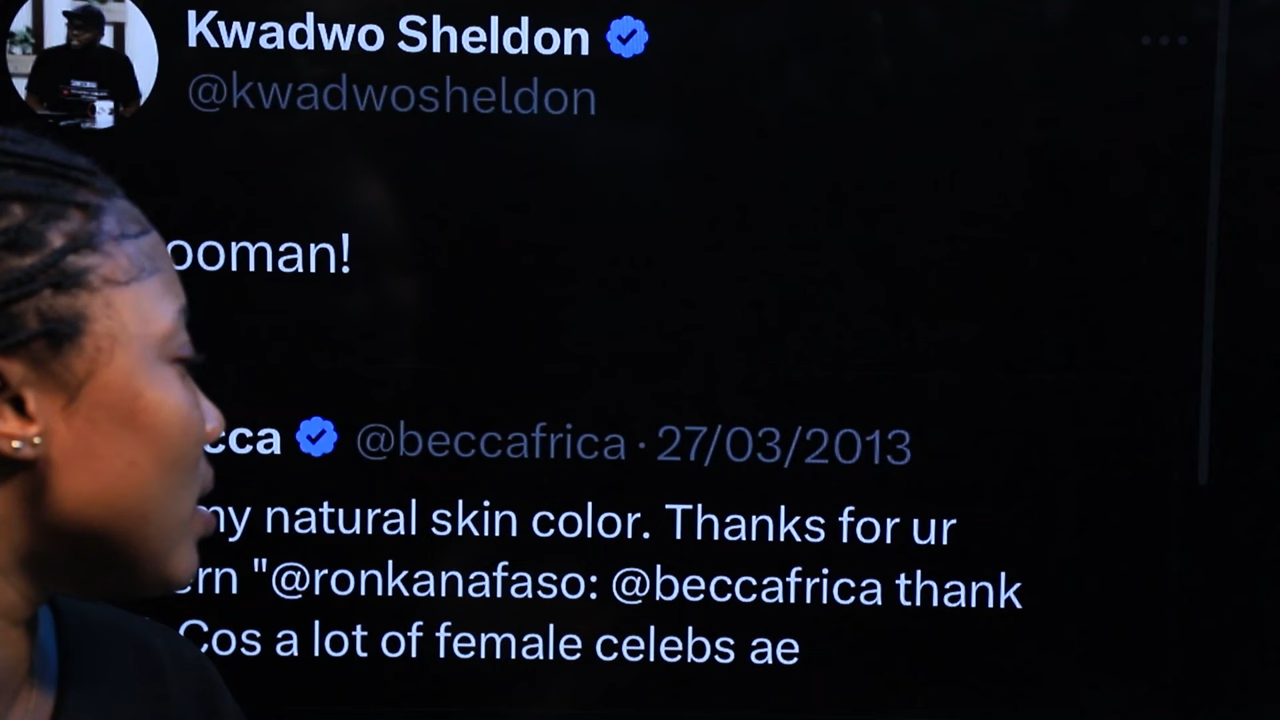 Kwadwo Sheldon
@kwadwosheldon
ooman!
cca @beccafrica · 27/03/2013
my natural skin color. Thanks for ur
ern "@ronkanafaso: @beccafrica thank
Cos a lot of female celebs ae